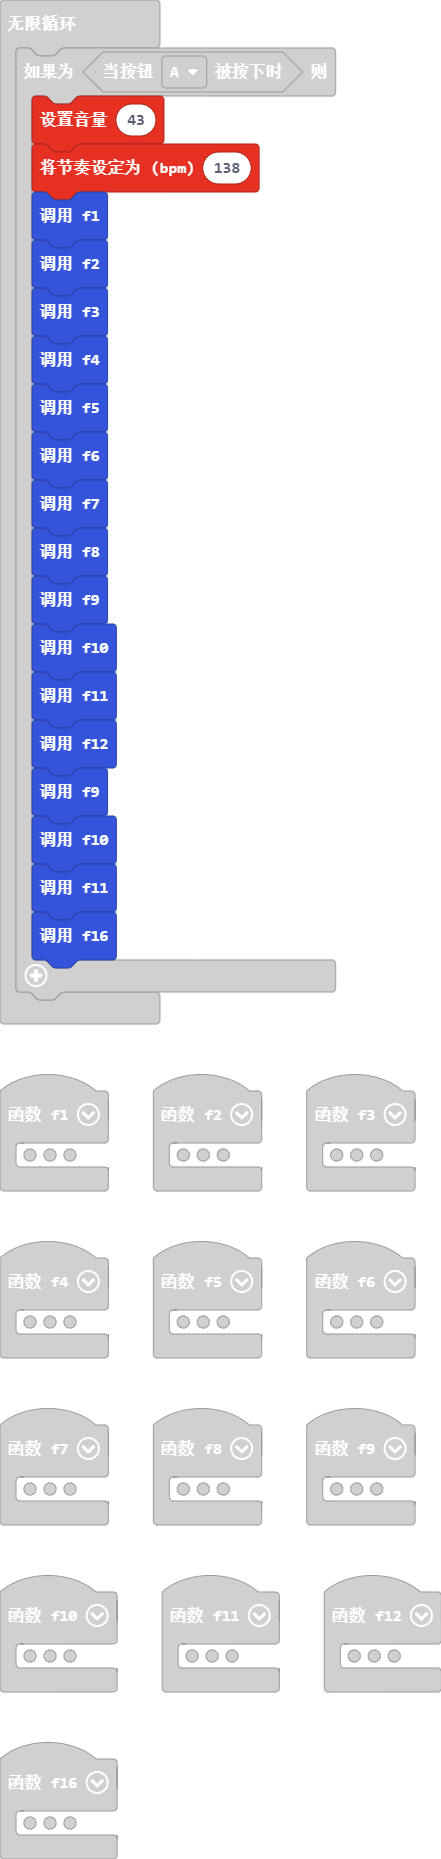 无限循环
如果为 当按钮 A 被按下时 则
设置音量 43
将节奏设定为 (bpm) 138
调用 f1
调用 f2
调用 f3
调用 f4
调用 f5
调用 f6
调用 f7
调用 f8
调用 f9
调用 f10
调用 f11
调用 f12
调用 f9
调用 f10
调用 f11
调用 f16
函数 f1 函数 f2 函数 f3
函数 f4 函数 f5 函数 f6
函数 f7 函数 f8 函数 f9
函数 f10 函数 f11 函数 f12
函数 f16